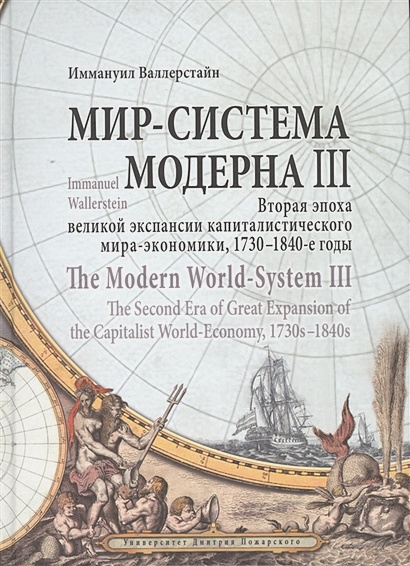 Иммануил Валлерстайн
МИР-СИСТЕМА
МОДЕРНА III
Immanuel
Wallerstein
Вторая эпоха
великой экспансии капиталистического
мира-экономики, 1730–1840-е годы
The Modern World-System III
The Second Era of Great Expansion of
the Capitalist World-Economy, 1730s–1840s
Университет Дмитрия Пожарского